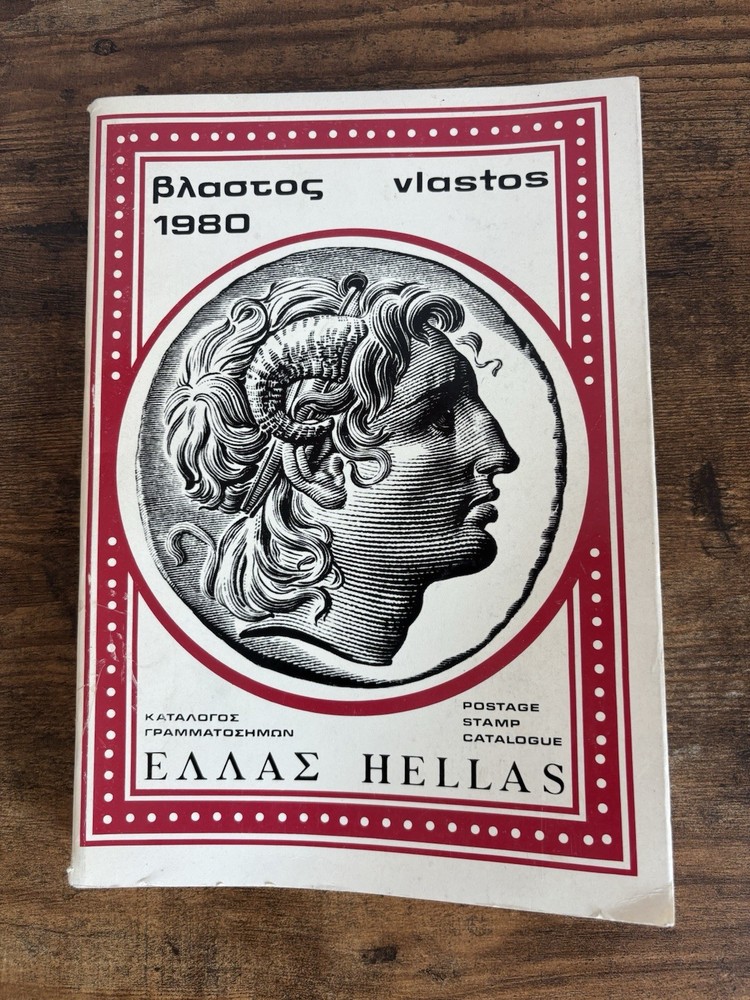 βλαστος vlastos
1980
ΚΑΤΑΛΟΓΟΣ
ΓΡΑΜΜΑΤΟΣΗΜΩΝ
POSTAGE
STAMP
CATALOGUE
ΕΛΛΑΣ HELLAS